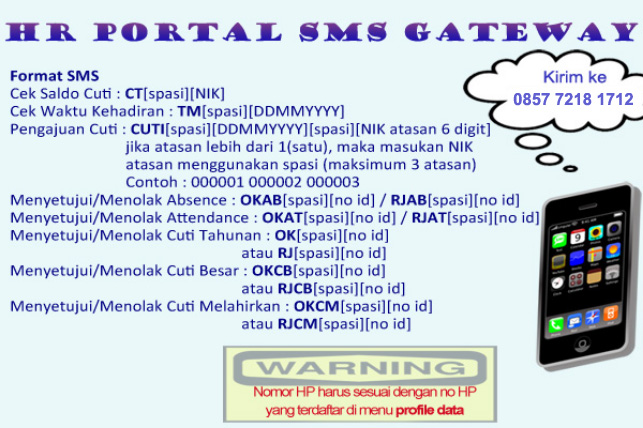 HR PORTAL SMS GATEWAY
Format SMS
Cek Saldo Cuti : CT[spasi][NIK]
Cek Waktu Kehadiran : TM[spasi][DDMMYYYY]
Pengajuan Cuti : CUTI[spasi][DDMMYYYY][spasi][NIK atasan 6 digit]
jika atasan lebih dari 1(satu), maka masukan NIK
atasan menggunakan spasi (maksimum 3 atasan)
Contoh : 000001 000002 000003
Menyetujui/Menolak Absence : OKAB[spasi][no id] / RJAB[spasi][no id]
Menyetujui/Menolak Attendance : OKAT[spasi][no id] / RJAT[spasi][no id]
Menyetujui/Menolak Cuti Tahunan : OK[spasi][no id]
atau RJ[spasi][no id]
Menyetujui/Menolak Cuti Besar : OKCB[spasi][no id]
atau RJCB[spasi][no id]
Menyetujui/Menolak Cuti Melahirkan : OKCM[spasi][no id]
atau RJCM[spasi][no id]
Kirim ke
0857 7218 1712
WARNING
Nomor HP harus sesuai dengan no HP
yang terdaftar di menu profile data